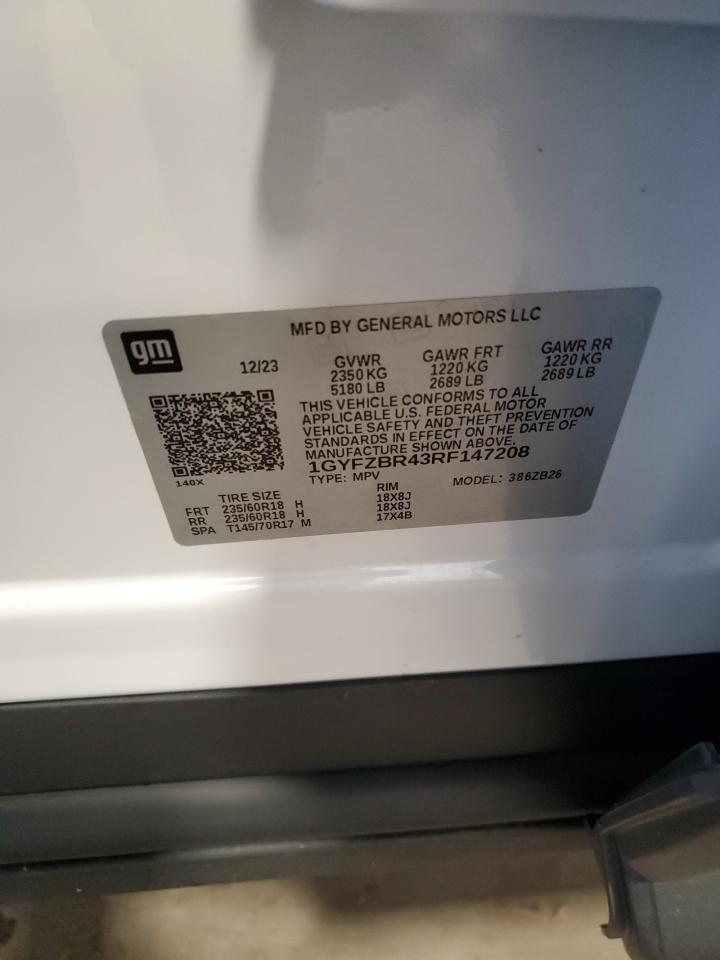 gm
MFD BY GENERAL MOTORS LLC
12/23
GVWR GAWR FRT GAWR RR
2350 KG 1220 KG 1220 KG
5180 LB 2689 LB 2689 LB
THIS VEHICLE CONFORMS TO ALL
APPLICABLE U.S. FEDERAL MOTOR
VEHICLE SAFETY AND THEFT PREVENTION
STANDARDS IN EFFECT ON THE DATE OF
MANUFACTURE SHOWN ABOVE.
1GYFZBR43RF147208
140X
TYPE: MPV MODEL: 386ZB26
TIRE SIZE RIM
FRT 235/60R18 H 18X8J
RR 235/60R18 H 18X8J
SPA T145/70R17 M 17X4B